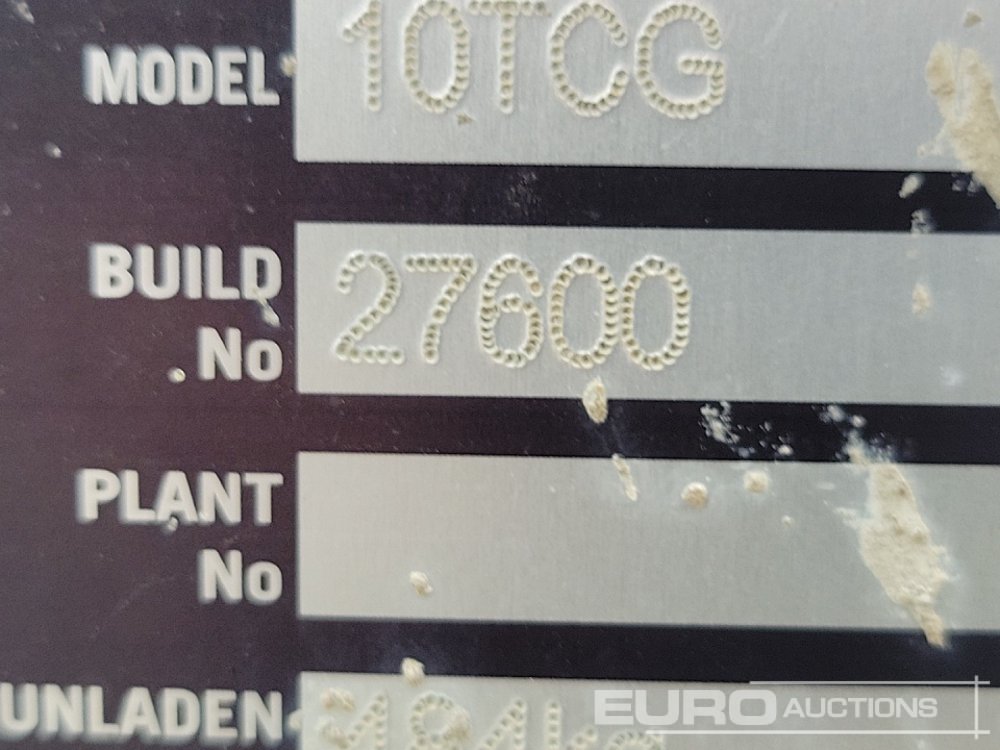 MODEL 10TCG
BUILD No 27600
PLANT No
UNLADEN
EURO AUCTIONS